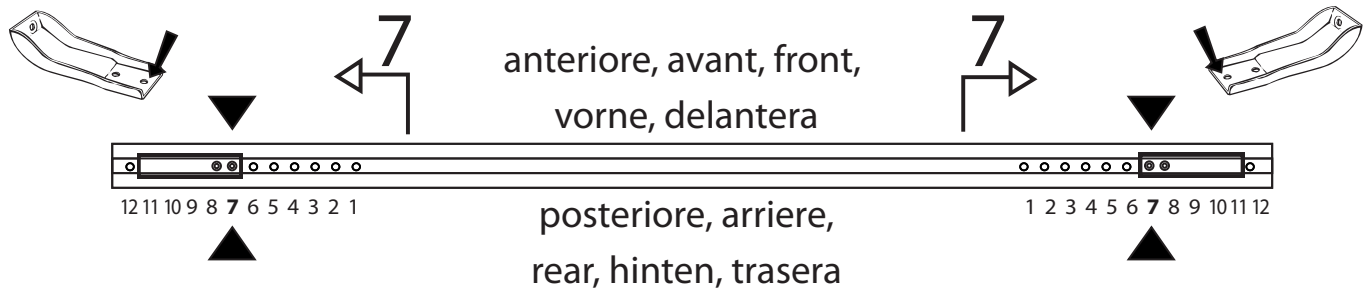 7 7
anteriore, avant, front,
vorne, delantera
12 11 10 9 8 7 6 5 4 3 2 1 1 2 3 4 5 6 7 8 9 10 11 12
posteriore, arriere,
rear, hinten, trasera